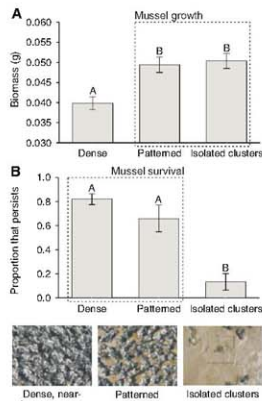 A
Mussel growth
Biomass (g)
0.060
0.055
0.050
0.045
0.040
0.035
0.030
A
B
B
Dense
Patterned
Isolated clusters
B
Mussel survival
Proportion that persists
1.0
0.8
0.6
0.4
0.2
0.0
A
A
B
Dense
Patterned
Isolated clusters
Dense, near-
Patterned
Isolated clusters